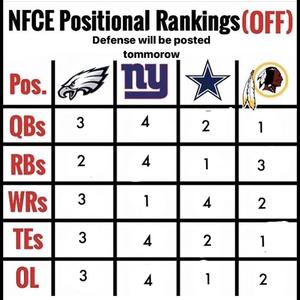 NFCE Positional Rankings(OFF)
Defense will be posted
tommorow
Pos. ny
QBs 3 4 2 1
RBs 2 4 1 3
WRs 3 1 4 2
TEs 3 4 2 1
OL 3 4 1 2